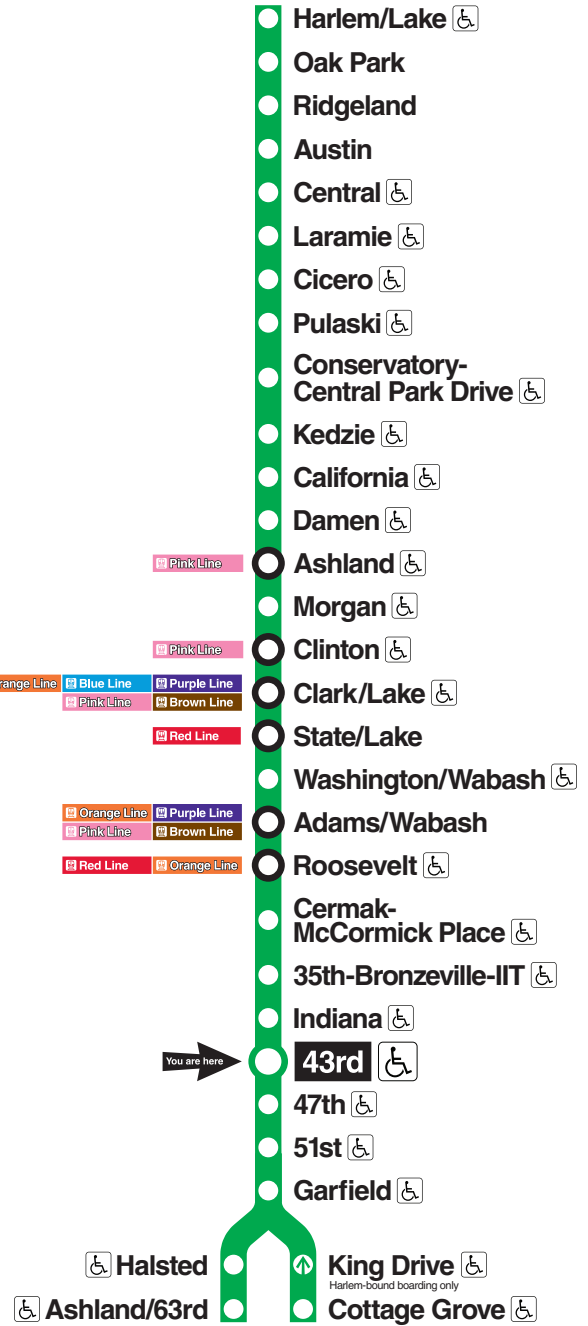 Harlem/Lake
Oak Park
Ridgeland
Austin
Central
Laramie
Cicero
Pulaski
Conservatory-
Central Park Drive
Kedzie
California
Damen
Pink Line Ashland
Morgan
Pink Line Clinton
range Line Blue Line Purple Line
Pink Line Brown Line
Clark/Lake
Red Line State/Lake
Washington/Wabash
Orange Line Purple Line
Pink Line Brown Line
Adams/Wabash
Red Line Orange Line Roosevelt
Cermak-
McCormick Place
35th-Bronzeville-IIT
Indiana
You are here 43rd
47th
51st
Garfield
Halsted King Drive
Harlem-bound boarding only
Ashland/63rd Cottage Grove